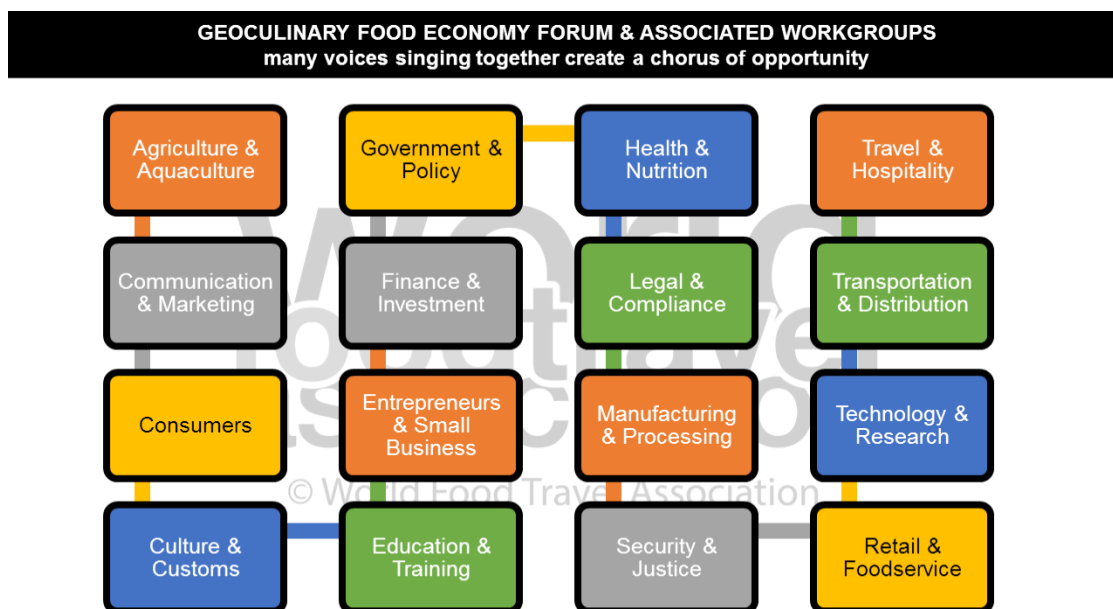 GEOCULINARY FOOD ECONOMY FORUM & ASSOCIATED WORKGROUPS
many voices singing together create a chorus of opportunity
Agriculture &
Aquaculture
Government &
Policy
Health &
Nutrition
Travel &
Hospitality
Communication
& Marketing
Finance &
Investment
Legal &
Compliance
Transportation
& Distribution
Consumers
Entrepreneurs
& Small
Business
Manufacturing
& Processing
Technology &
Research
© World Food Travel Association
Culture &
Customs
Education &
Training
Security &
Justice
Retail &
Foodservice